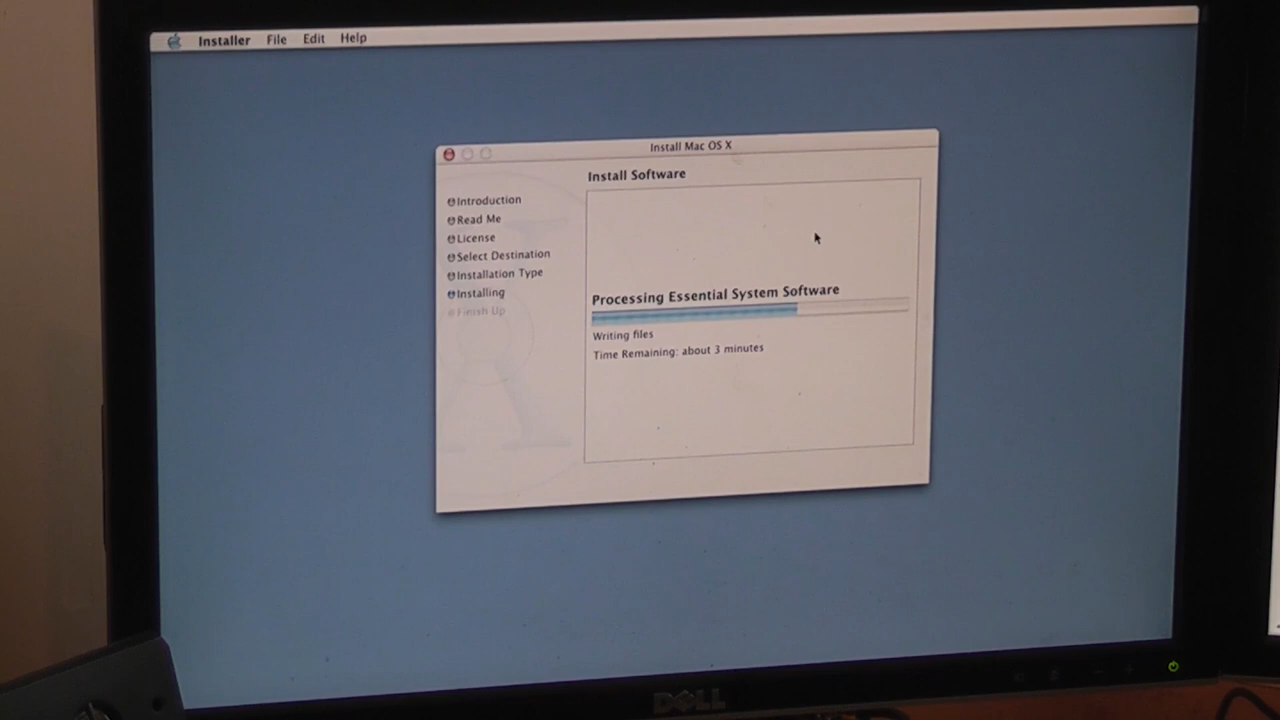 Installer File Edit Help
Install Mac OS X
Install Software
Introduction
Read Me
License
Select Destination
Installation Type
Installing
Finish Up
Processing Essential System Software
Writing files
Time Remaining: about 3 minutes
DELL